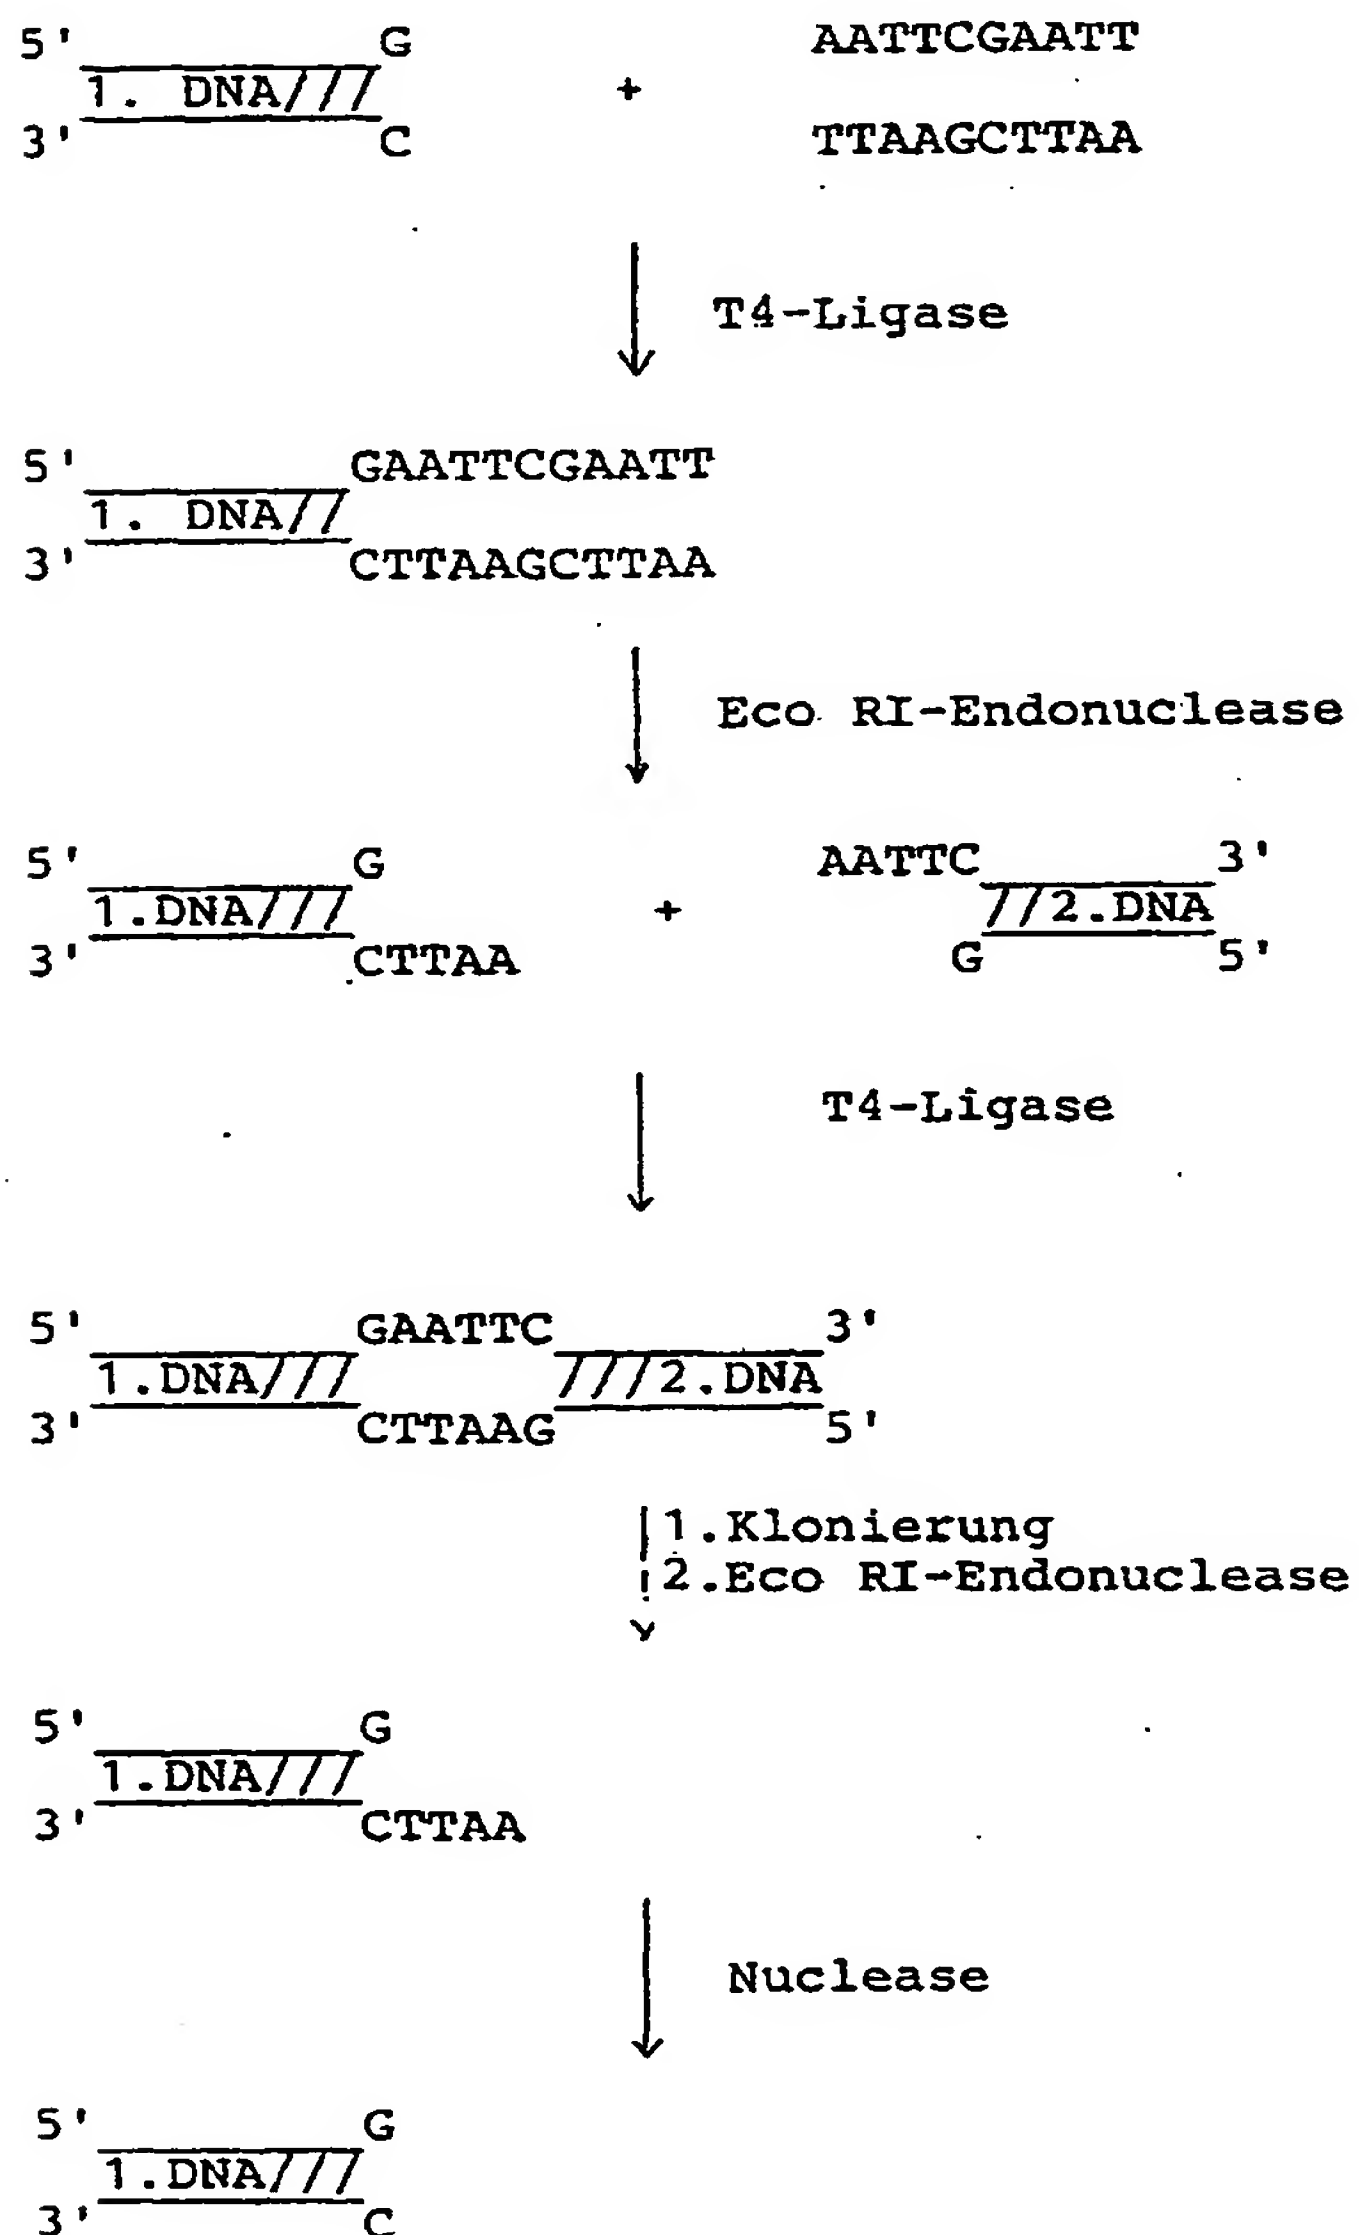 5' G AATTCGAATT
1. DNA/// +
3' C TTAAGCTTAA
T4-Ligase
5' GAATTCGAATT
1. DNA//
3' CTTAAGCTTAA
Eco RI-Endonuclease
5' G AATTC 3'
1.DNA/// + //2.DNA
3' CTTAA G 5'
T4-Ligase
5' GAATTC 3'
1.DNA/// ///2.DNA
3' CTTAAG 5'
1.Klonierung
2.Eco RI-Endonuclease
5' G
1.DNA///
3' CTTAA
Nuclease
5' G
1.DNA///
3' C